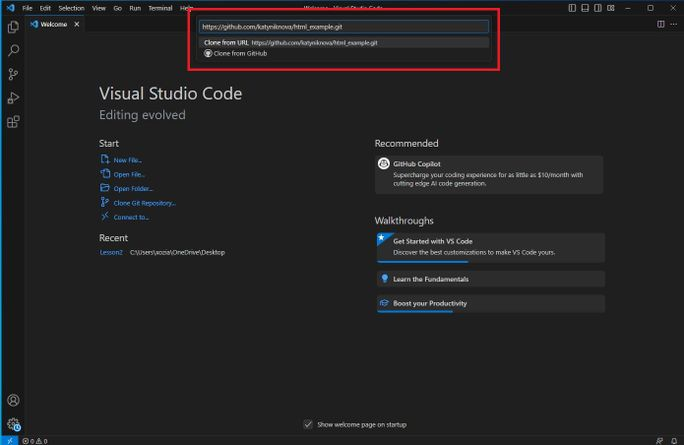 File Edit Selection View Go Run Terminal Help
Welcome - Visual Studio Code
https://github.com/katyniknova/html_example.git
Clone from URL https://github.com/katyniknova/html_example.git
Clone from GitHub
Welcome
Visual Studio Code
Editing evolved
Start
New File...
Open File...
Open Folder...
Clone Git Repository...
Connect to...
Recent
Lesson2 C:\Users\xozia\OneDrive\Desktop
Recommended
GitHub Copilot
Supercharge your coding experience for as little as $10/month with
cutting edge AI code generation.
Walkthroughs
Get Started with VS Code
Discover the best customizations to make VS Code yours.
Learn the Fundamentals
Boost your Productivity
Show welcome page on startup
0 0